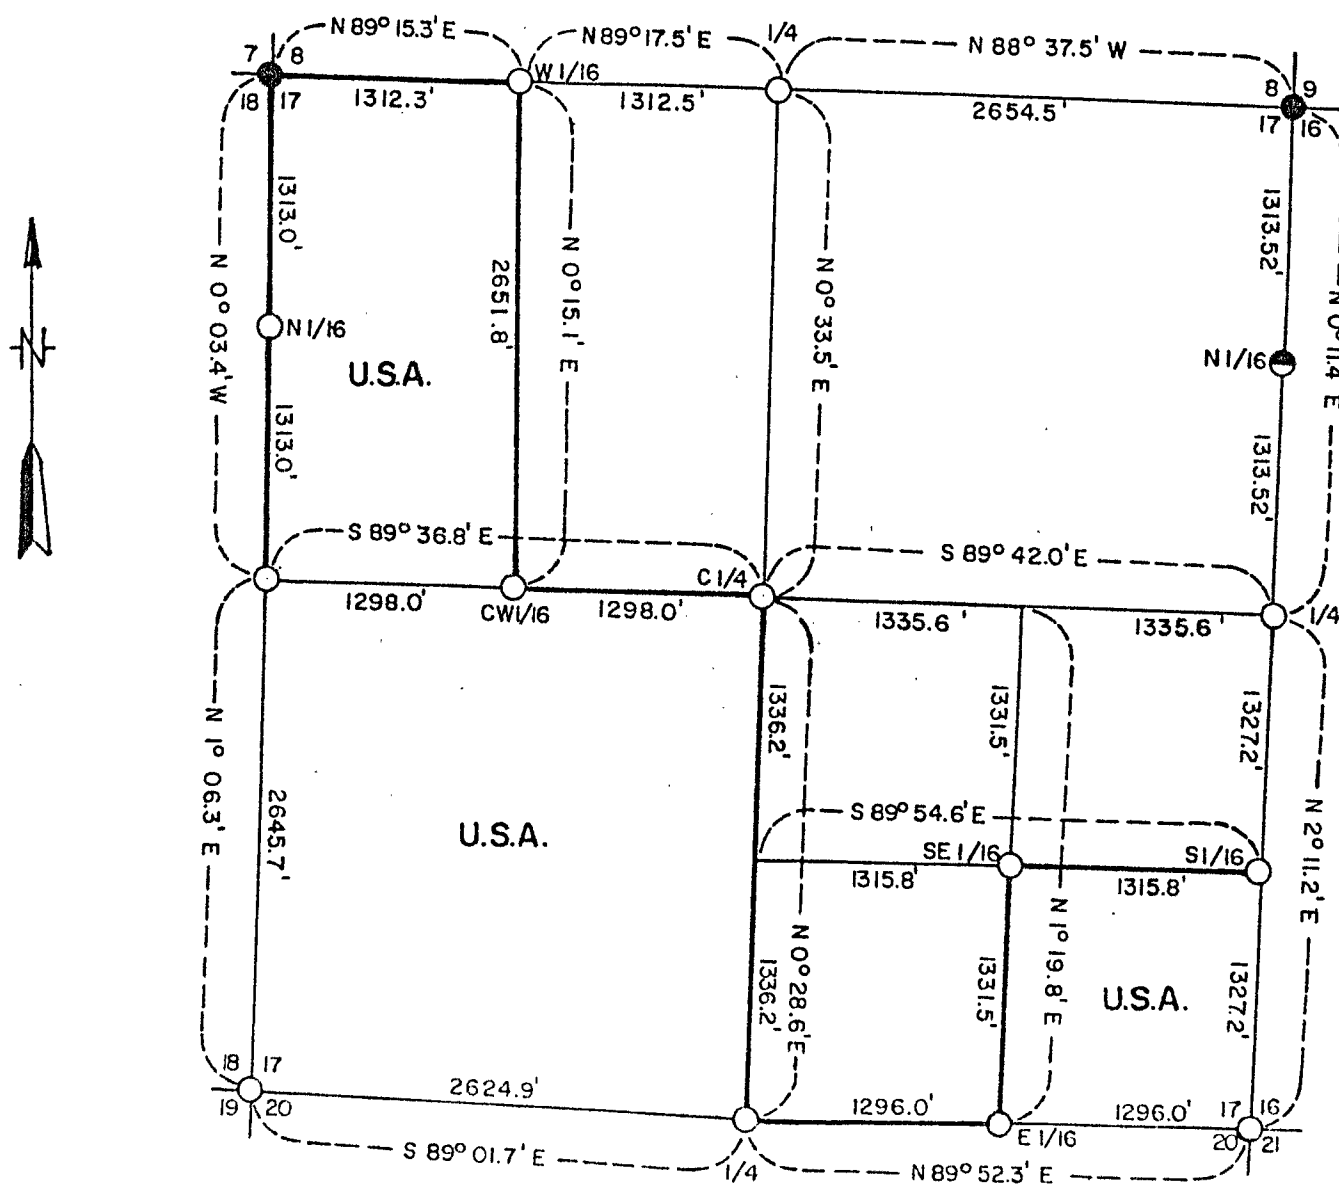 N 89° 15.3' E
N 89° 17.5' E
1/4
N 88° 37.5' W
7 8
18 17
W 1/16
8 9
17 16
1312.3'
1312.5'
2654.5'
1313.0'
N 0° 03.4' W
N 1/16
1313.0'
U.S.A.
2651.8'
N 0° 15.1' E
N 0° 33.5' E
1313.52'
N 1/16
1313.52'
N 0° 11.4' E
S 89° 36.8' E
C 1/4
S 89° 42.0' E
1298.0'
CW1/16
1298.0'
1335.6'
1335.6'
1/4
N 1° 06.3' E
2645.7'
U.S.A.
1336.2'
1331.5'
1327.2'
S 89° 54.6' E
SE 1/16
S1/16
1315.8'
1315.8'
N 2° 11.2' E
1336.2'
N 0° 28.6' E
1331.5'
N 1° 19.8' E
U.S.A.
1327.2'
18 17
19 20
2624.9'
1296.0'
1296.0'
17 16
20 21
E 1/16
S 89° 01.7' E
1/4
N 89° 52.3' E
N